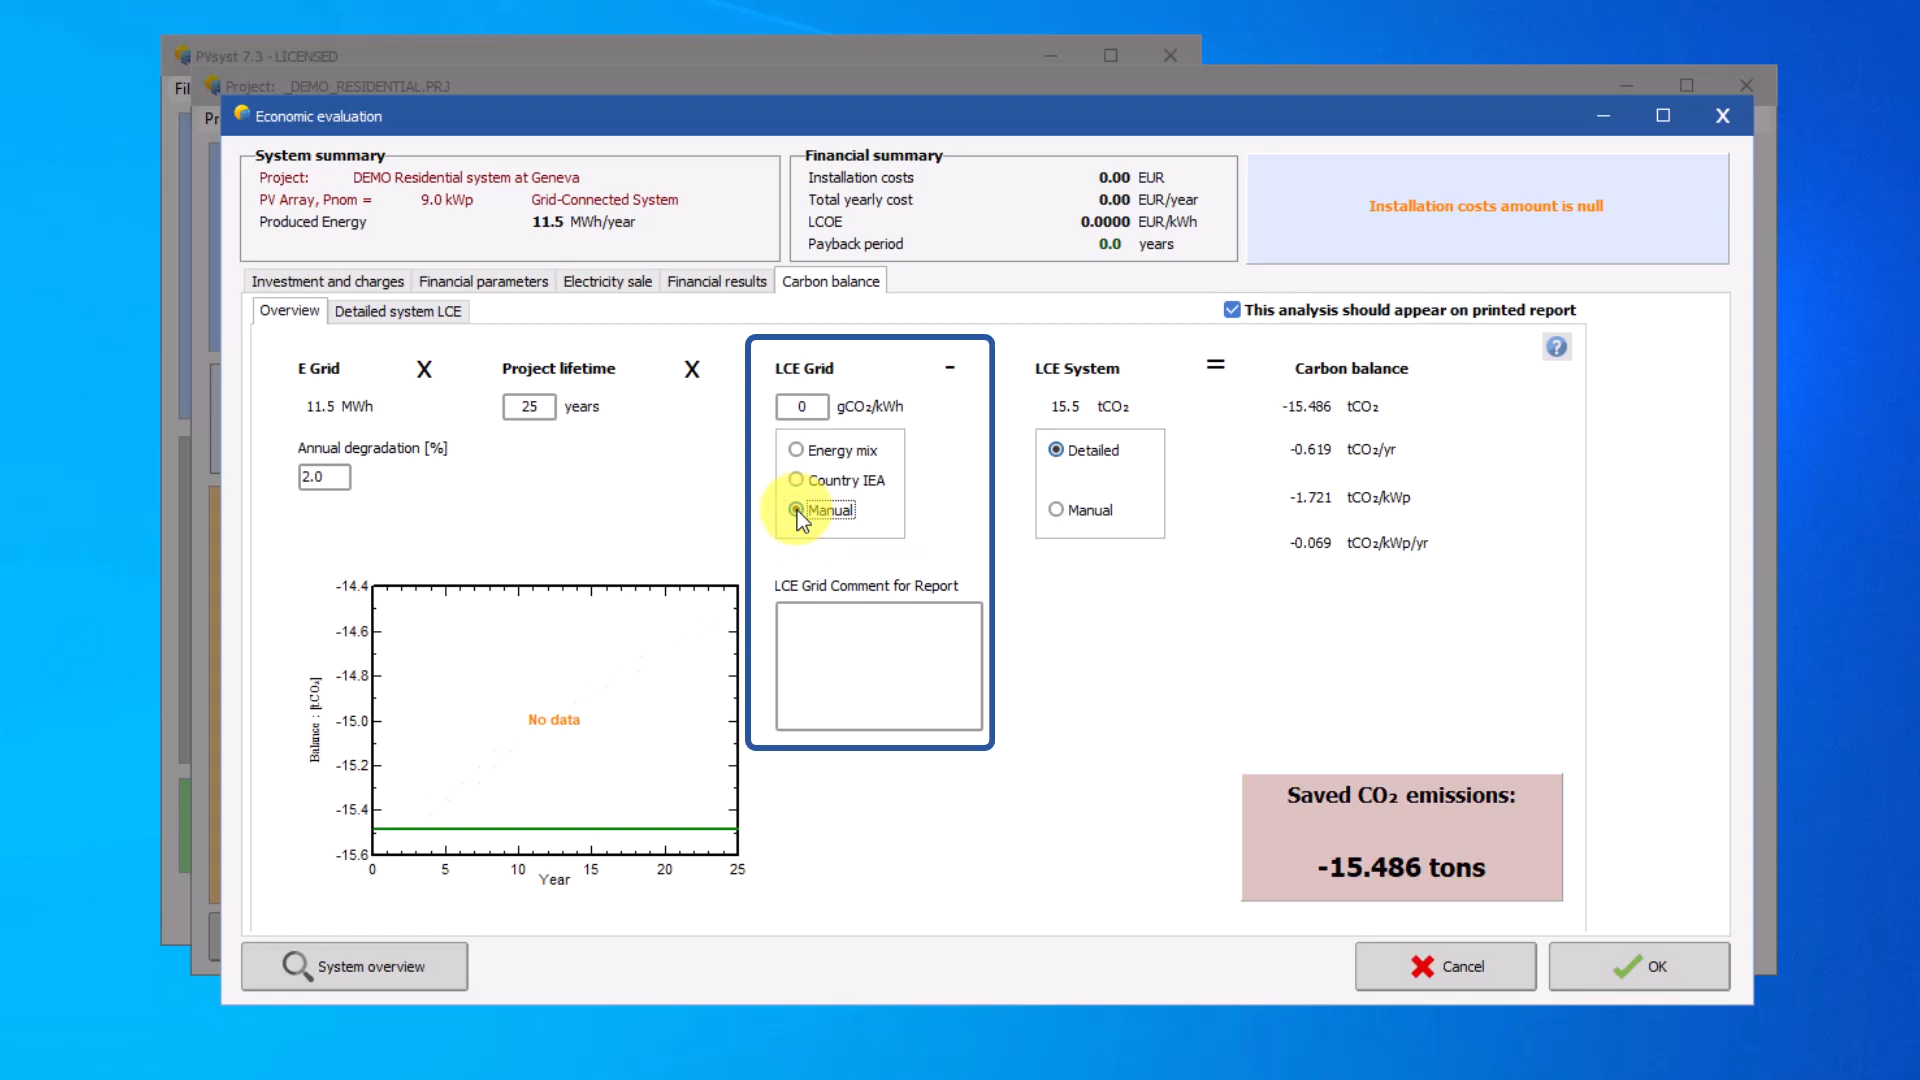 PVsyst 7.3 - LICENSED
Fil
Project: _DEMO_RESIDENTIAL.PRJ
Pr
Economic evaluation
System summary
Project: DEMO Residential system at Geneva
PV Array, Pnom = 9.0 kWp Grid-Connected System
Produced Energy 11.5 MWh/year
Financial summary
Installation costs 0.00 EUR
Total yearly cost 0.00 EUR/year
LCOE 0.0000 EUR/kWh
Payback period 0.0 years
Installation costs amount is null
Investment and charges Financial parameters Electricity sale Financial results Carbon balance
Overview Detailed system LCE
This analysis should appear on printed report
?
E Grid X Project lifetime X LCE Grid - LCE System = Carbon balance
11.5 MWh 25 years 0 gCO₂/kWh 15.5 tCO₂ -15.486 tCO₂
Annual degradation [%]
2.0
Energy mix
Country IEA
Manual
Detailed
Manual
-0.619 tCO₂/yr
-1.721 tCO₂/kWp
-0.069 tCO₂/kWp/yr
LCE Grid Comment for Report
-14.4
-14.6
-14.8
-15.0
-15.2
-15.4
-15.6
Balance : [tCO₂]
No data
0 5 10 15 20 25
Year
Saved CO₂ emissions:
-15.486 tons
System overview
Cancel
OK